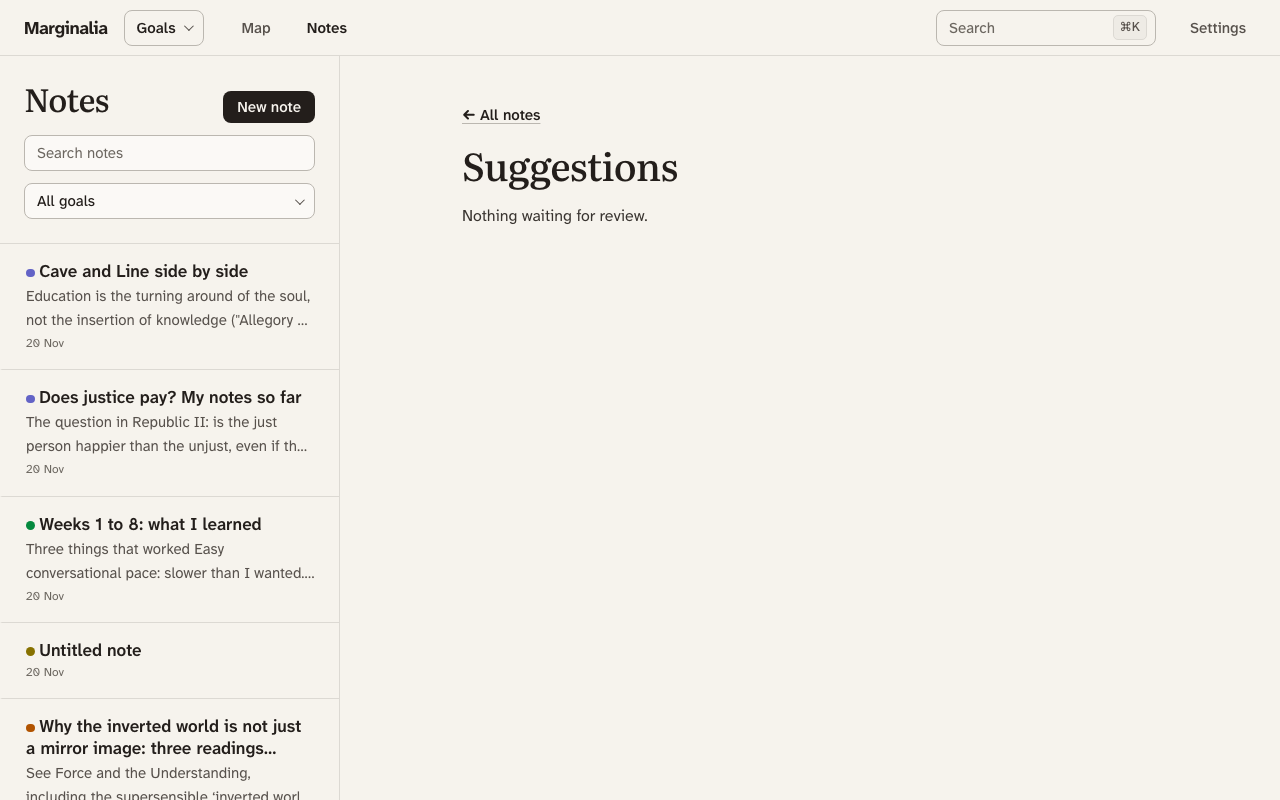 Marginalia
Goals
Map
Notes
Search
⌘K
Settings
Notes
New note
Search notes
All goals
Cave and Line side by side
Education is the turning around of the soul,
not the insertion of knowledge ("Allegory ...
20 Nov
Does justice pay? My notes so far
The question in Republic II: is the just
person happier than the unjust, even if th...
20 Nov
Weeks 1 to 8: what I learned
Three things that worked Easy
conversational pace: slower than I wanted....
20 Nov
Untitled note
20 Nov
Why the inverted world is not just
a mirror image: three readings...
See Force and the Understanding,
including the supersensible ‘inverted worl
← All notes
Suggestions
Nothing waiting for review.